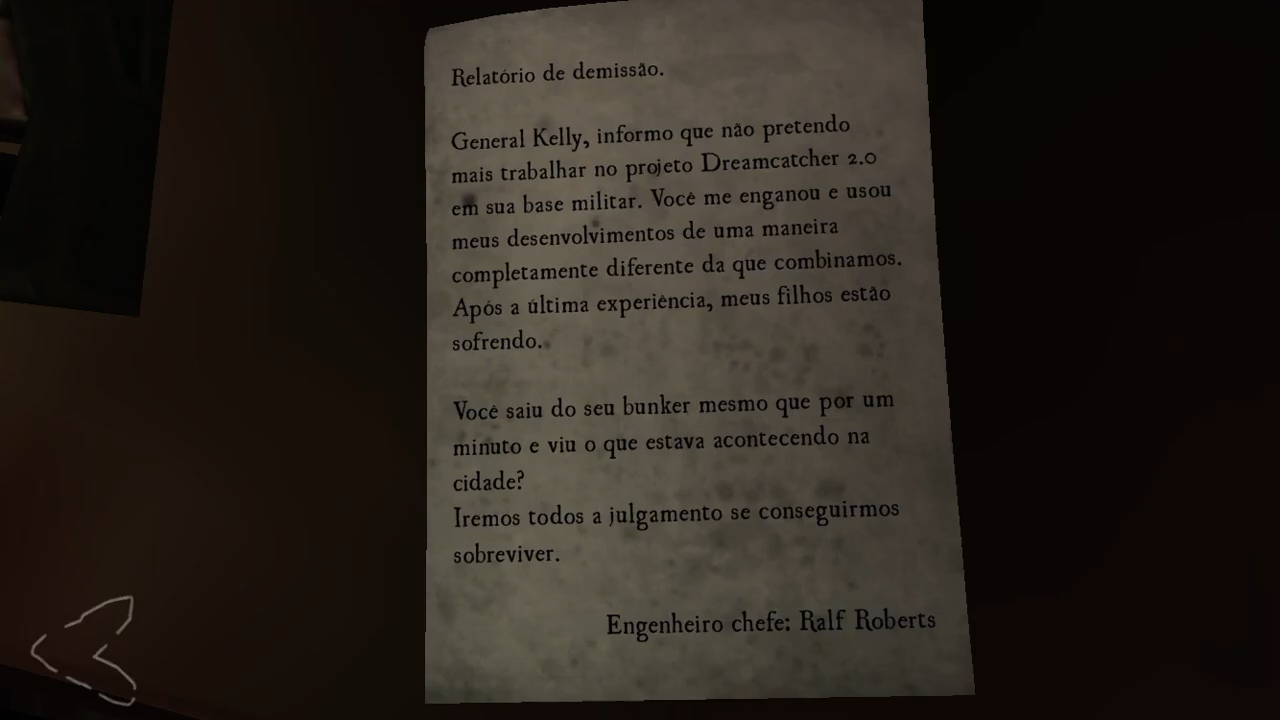 Relatório de demissão.
General Kelly, informo que não pretendo
mais trabalhar no projeto Dreamcatcher 2.0
em sua base militar. Você me enganou e usou
meus desenvolvimentos de uma maneira
completamente diferente da que combinamos.
Após a última experiência, meus filhos estão
sofrendo.
Você saiu do seu bunker mesmo que por um
minuto e viu o que estava acontecendo na
cidade?
Iremos todos a julgamento se conseguirmos
sobreviver.
Engenheiro chefe: Ralf Roberts